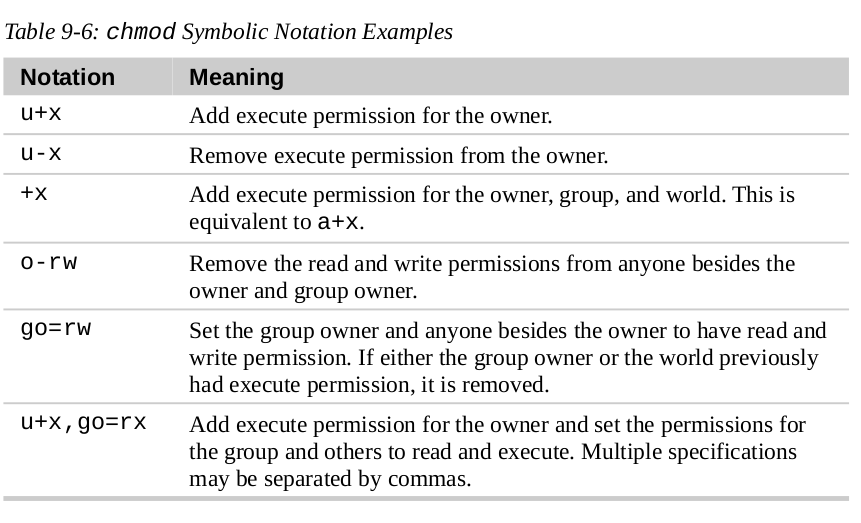 Table 9-6: chmod Symbolic Notation Examples
Notation Meaning
u+x Add execute permission for the owner.
u-x Remove execute permission from the owner.
+x Add execute permission for the owner, group, and world. This is
equivalent to a+x.
o-rw Remove the read and write permissions from anyone besides the
owner and group owner.
go=rw Set the group owner and anyone besides the owner to have read and
write permission. If either the group owner or the world previously
had execute permission, it is removed.
u+x,go=rx Add execute permission for the owner and set the permissions for
the group and others to read and execute. Multiple specifications
may be separated by commas.